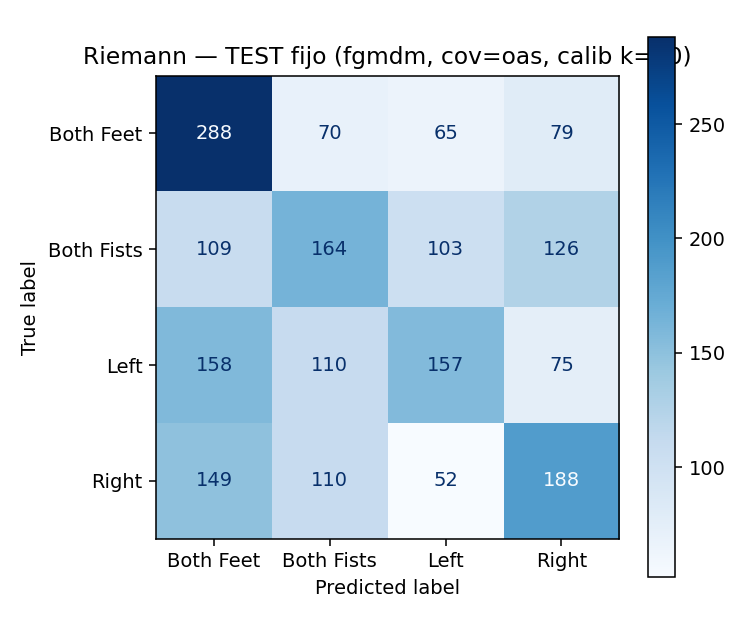 Riemann — TEST fijo (fgmdm, cov=oas, calib k= 0)
Both Feet 288 70 65 79
Both Fists 109 164 103 126
Left 158 110 157 75
Right 149 110 52 188
Both Feet Both Fists Left Right
Predicted label
True label
250
200
150
100